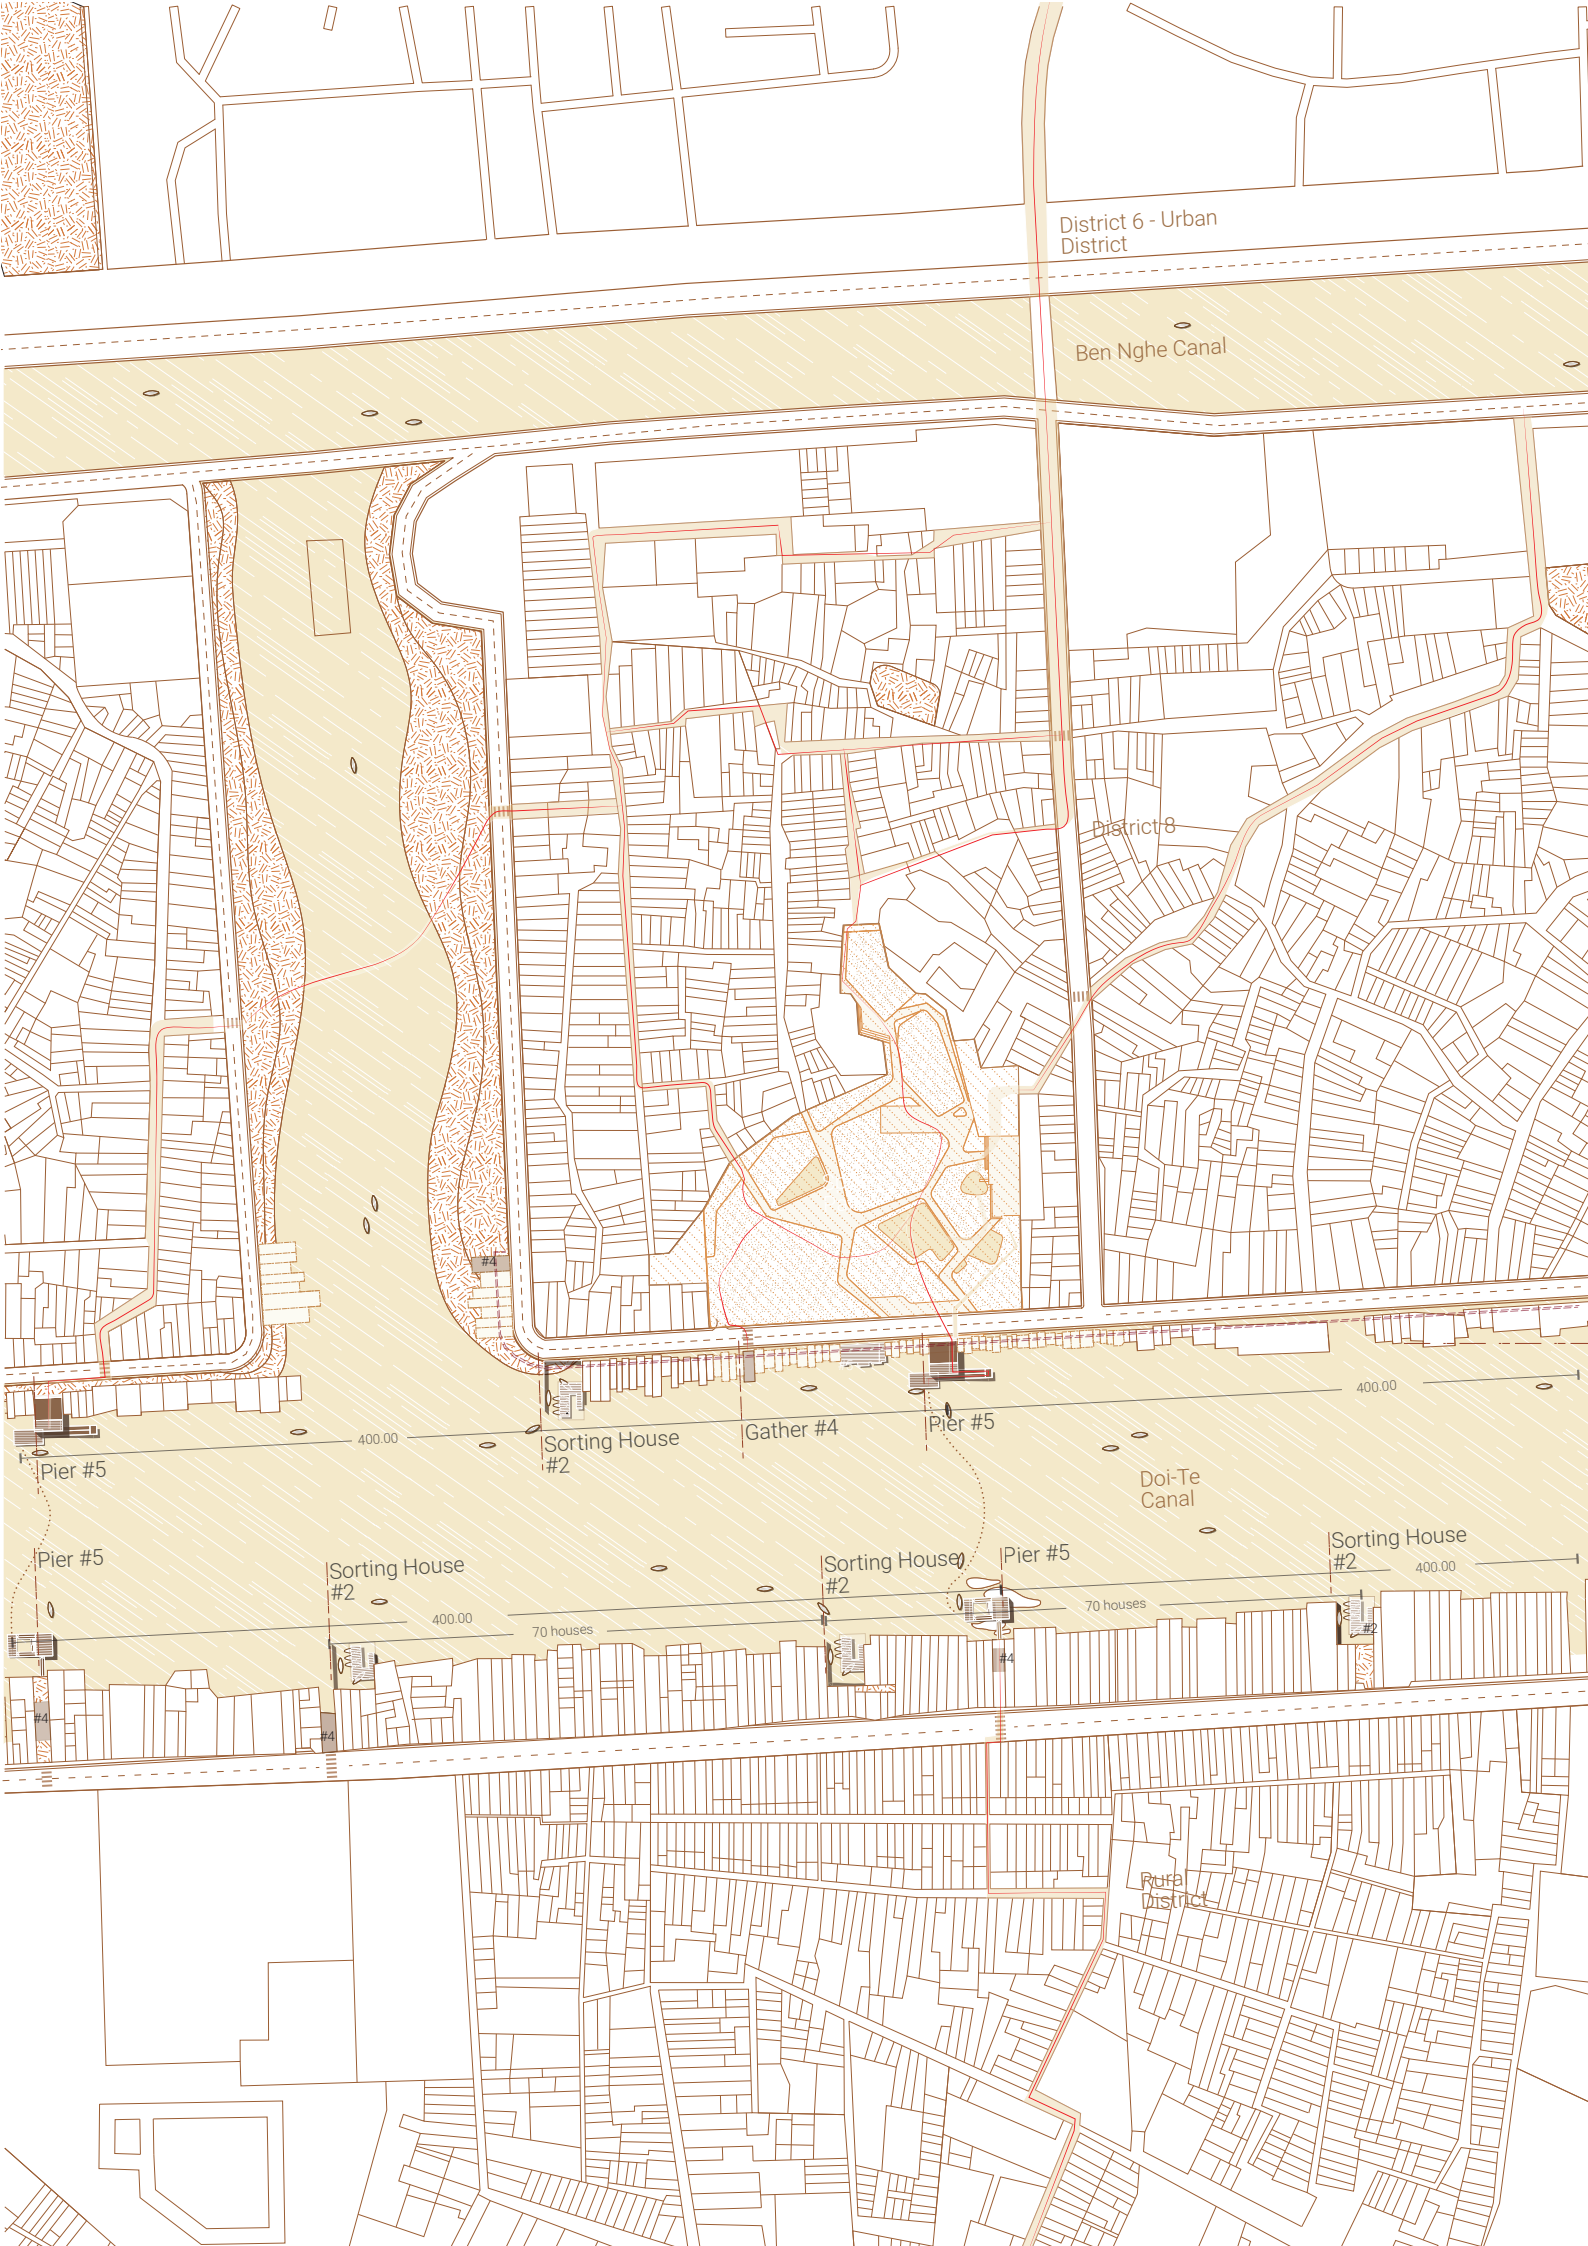 District 6 - Urban
District
Ben Nghe Canal
District 8
#4
400.00
400.00
Pier #5
Gather #4
Sorting House
#2
Pier #5
Doi-Te
Canal
Pier #5
Sorting House
#2
Sorting House
#2
Pier #5
Sorting House
#2
400.00
400.00
70 houses
70 houses
#2
#4
#4
#4
Rural
District